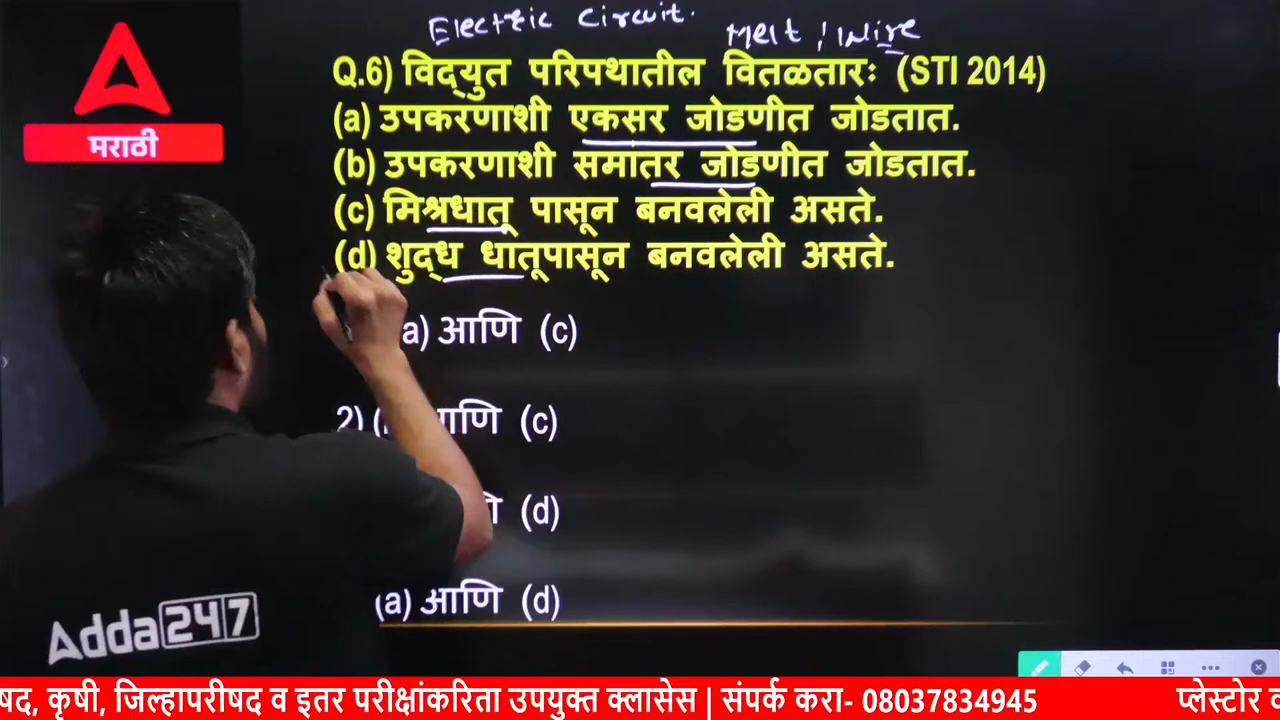 Electric Circuit.
Melt / Wire
Q.6) विद्युत परिपथातील वितळतारः (STI 2014)
(a) उपकरणाशी एकसर जोडणीत जोडतात.
(b) उपकरणाशी समातर जोडणीत जोडतात.
(c) मिश्रधातू पासून बनवलेली असते.
(d) शुद्ध धातूपासून बनवलेली असते.
a) आणि (c)
2) ( णि (c)
(d)
(a) आणि (d)
मराठी
Adda247
षद, कृषी, जिल्हापरीषद व इतर परीक्षांकरिता उपयुक्त क्लासेस | संपर्क करा- 08037834945 प्लेस्टोर